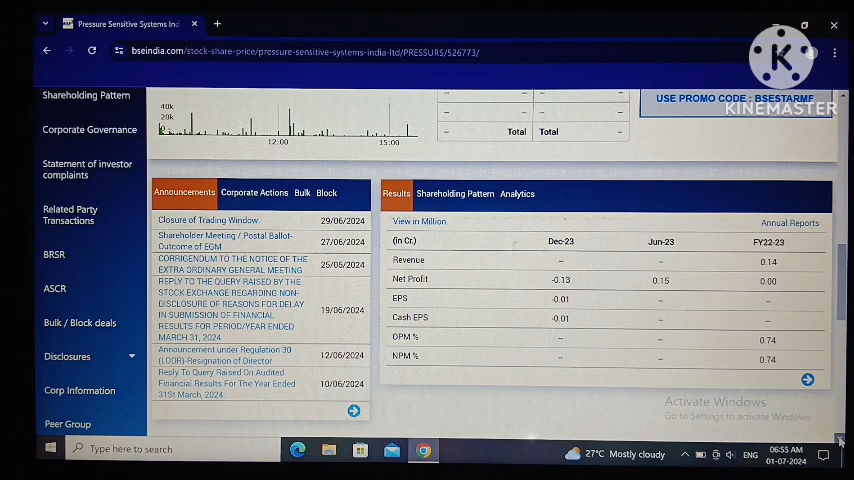 Pressure Sensitive Systems Ind
bseindia.com/stock-share-price/pressure-sensitive-systems-india-ltd/PRESSURS/526773/
K
KINEMASTER
USE PROMO CODE : BSESTARMF
Shareholding Pattern
Corporate Governance
Statement of investor
complaints
Related Party
Transactions
BRSR
ASCR
Bulk / Block deals
Disclosures
Corp Information
Peer Group
40k
20k
0
12:00 15:00
-- -- -- --
-- -- -- --
-- Total Total --
Announcements Corporate Actions Bulk Block
Closure of Trading Window 29/06/2024
Shareholder Meeting / Postal Ballot-
Outcome of EGM 27/06/2024
CORRIGENDUM TO THE NOTICE OF THE
EXTRA ORDINARY GENERAL MEETING 25/06/2024
REPLY TO THE QUERY RAISED BY THE
STOCK EXCHANGE REGARDING NON-
DISCLOSURE OF REASONS FOR DELAY
IN SUBMISSION OF FINANCIAL
RESULTS FOR PERIOD/YEAR ENDED
MARCH 31, 2024 19/06/2024
Announcement under Regulation 30
(LODR)-Resignation of Director 12/06/2024
Reply To Query Raised On Audited
Financial Results For The Year Ended
31St March, 2024 10/06/2024
Results Shareholding Pattern Analytics
View in Million Annual Reports
(in Cr.) Dec-23 Jun-23 FY22-23
Revenue -- -- 0.14
Net Profit -0.13 0.15 0.00
EPS -0.01 -- --
Cash EPS -0.01 -- --
OPM % -- -- 0.74
NPM % -- -- 0.74
Activate Windows
Go to Settings to activate Windows.
Type here to search
27°C Mostly cloudy
ENG
06:55 AM
01-07-2024